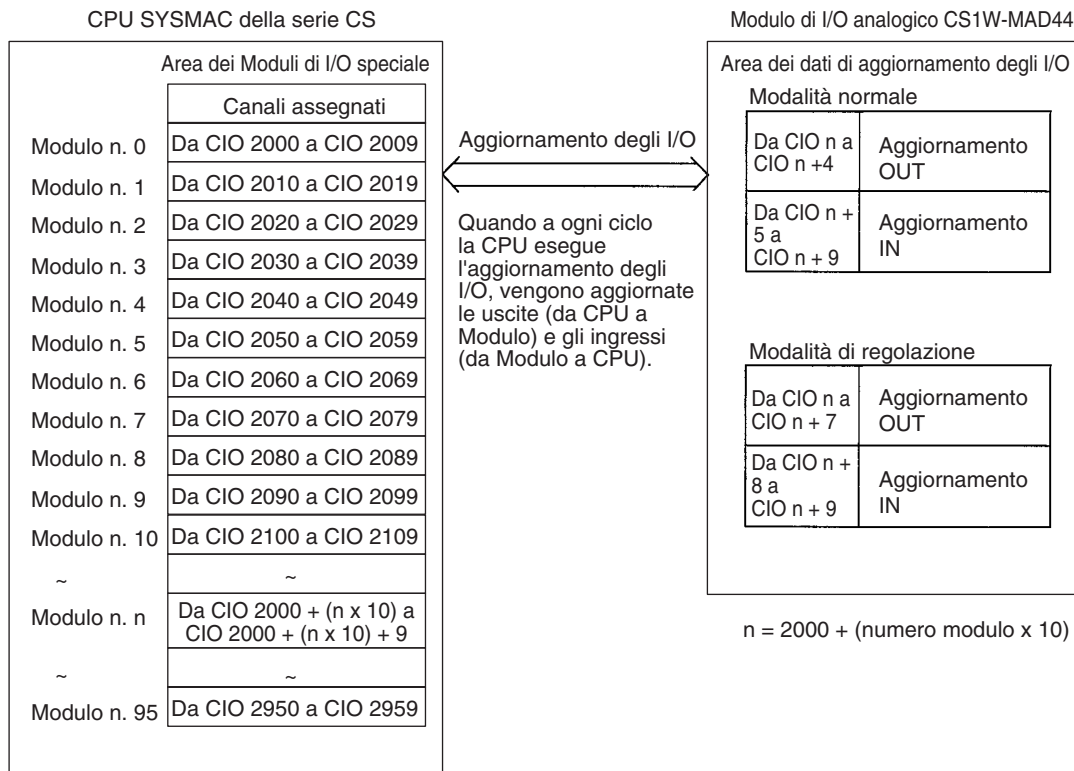 CPU SYSMAC della serie CS
Area dei Moduli di I/O speciale
Canali assegnati
Modulo n. 0 Da CIO 2000 a CIO 2009
Modulo n. 1 Da CIO 2010 a CIO 2019
Modulo n. 2 Da CIO 2020 a CIO 2029
Modulo n. 3 Da CIO 2030 a CIO 2039
Modulo n. 4 Da CIO 2040 a CIO 2049
Modulo n. 5 Da CIO 2050 a CIO 2059
Modulo n. 6 Da CIO 2060 a CIO 2069
Modulo n. 7 Da CIO 2070 a CIO 2079
Modulo n. 8 Da CIO 2080 a CIO 2089
Modulo n. 9 Da CIO 2090 a CIO 2099
Modulo n. 10 Da CIO 2100 a CIO 2109
~ ~
Modulo n. n Da CIO 2000 + (n x 10) a
CIO 2000 + (n x 10) + 9
~ ~
Modulo n. 95 Da CIO 2950 a CIO 2959
Aggiornamento degli I/O
Quando a ogni ciclo
la CPU esegue
l'aggiornamento degli
I/O, vengono aggiornate
le uscite (da CPU a
Modulo) e gli ingressi
(da Modulo a CPU).
Modulo di I/O analogico CS1W-MAD44
Area dei dati di aggiornamento degli I/O
Modalità normale
Da CIO n a
CIO n +4
Aggiornamento
OUT
Da CIO n +
5 a
CIO n + 9
Aggiornamento
IN
Modalità di regolazione
Da CIO n a
CIO n + 7
Aggiornamento
OUT
Da CIO n +
8 a
CIO n + 9
Aggiornamento
IN
n = 2000 + (numero modulo x 10)